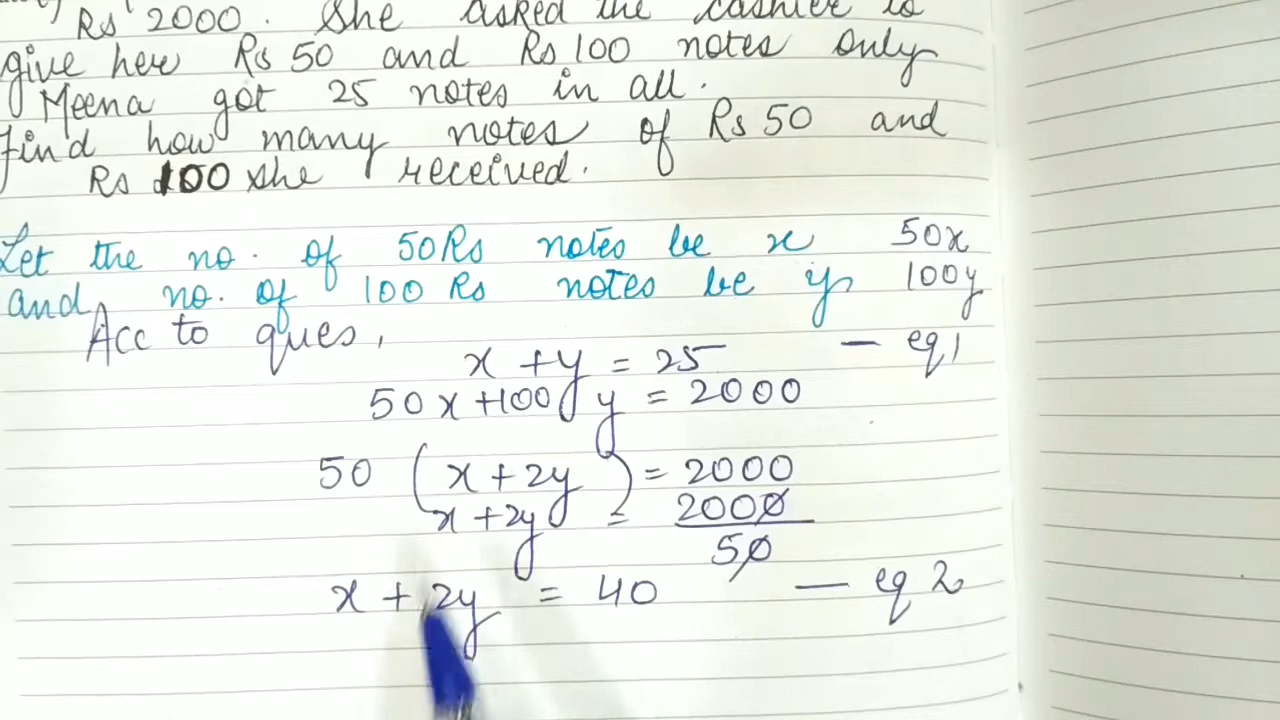 Rs 2000. She asked the cashier to
give here Rs 50 and Rs 100 notes only
Meena got 25 notes in all.
find how many notes of Rs 50 and
Rs 100 she received.
Let the no. of 50Rs notes be x 50x
and no. of 100 Rs notes be y 100y
Acc to ques,
x + y = 25 — eq1
50x +100y = 2000
50 (x + 2y) = 2000
x + 2y = 2000
50
x + 2y = 40 — eq 2